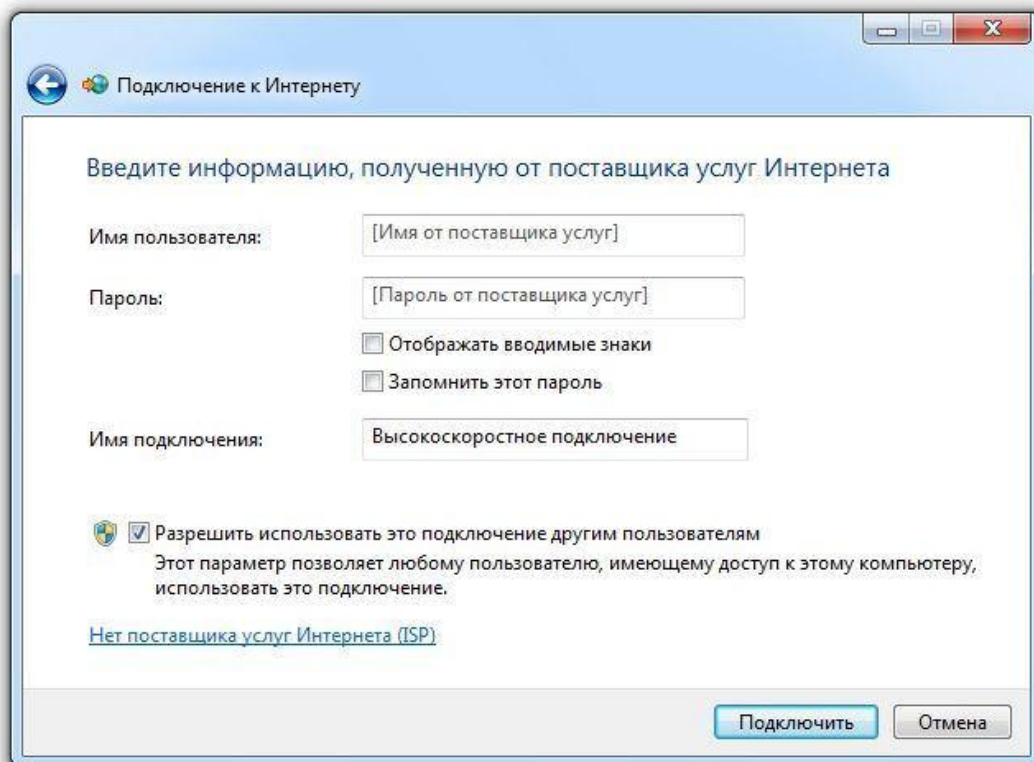 Подключение к Интернету
Введите информацию, полученную от поставщика услуг Интернета
Имя пользователя:
[Имя от поставщика услуг]
Пароль:
[Пароль от поставщика услуг]
Отображать вводимые знаки
Запомнить этот пароль
Имя подключения:
Высокоскоростное подключение
Разрешить использовать это подключение другим пользователям
Этот параметр позволяет любому пользователю, имеющему доступ к этому компьютеру,
использовать это подключение.
Нет поставщика услуг Интернета (ISP)
Подключить
Отмена